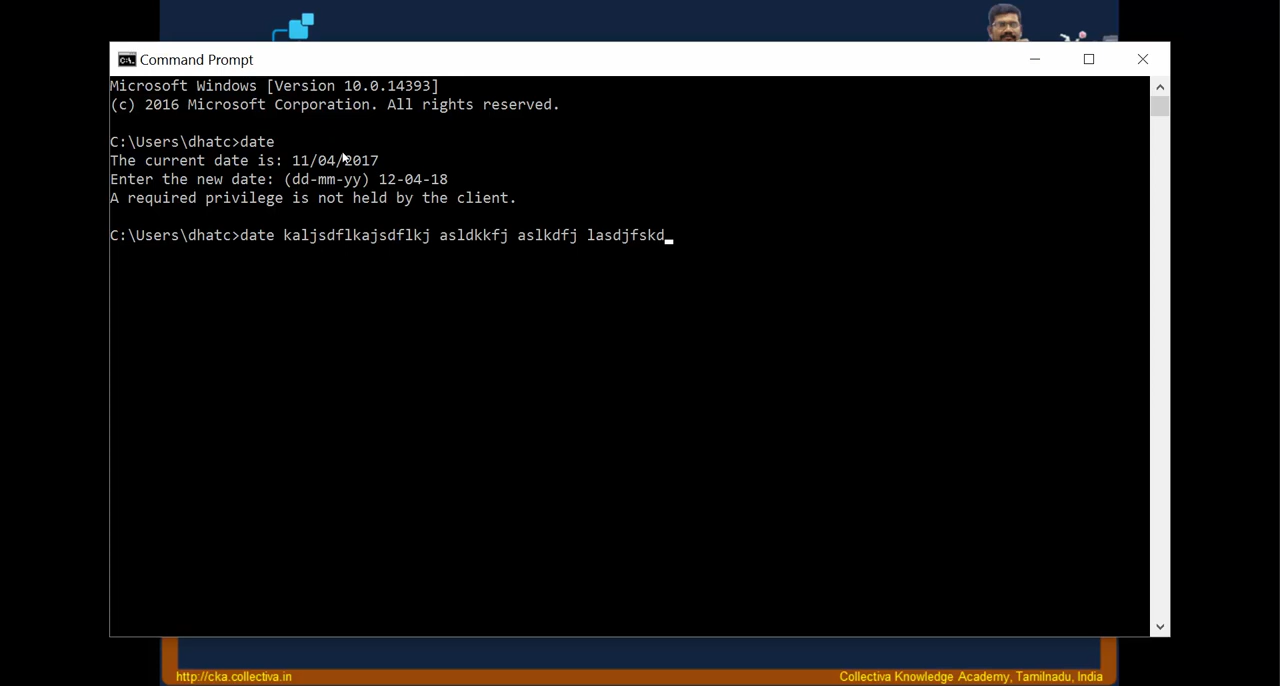 Command Prompt
Microsoft Windows [Version 10.0.14393]
(c) 2016 Microsoft Corporation. All rights reserved.
C:\Users\dhatc>date
The current date is: 11/04/2017
Enter the new date: (dd-mm-yy) 12-04-18
A required privilege is not held by the client.
C:\Users\dhatc>date kaljsdflkajsdflkj asldkkfj aslkdfj lasdjfskd
http://cka.collectiva.in
Collectiva Knowledge Academy, Tamilnadu, India